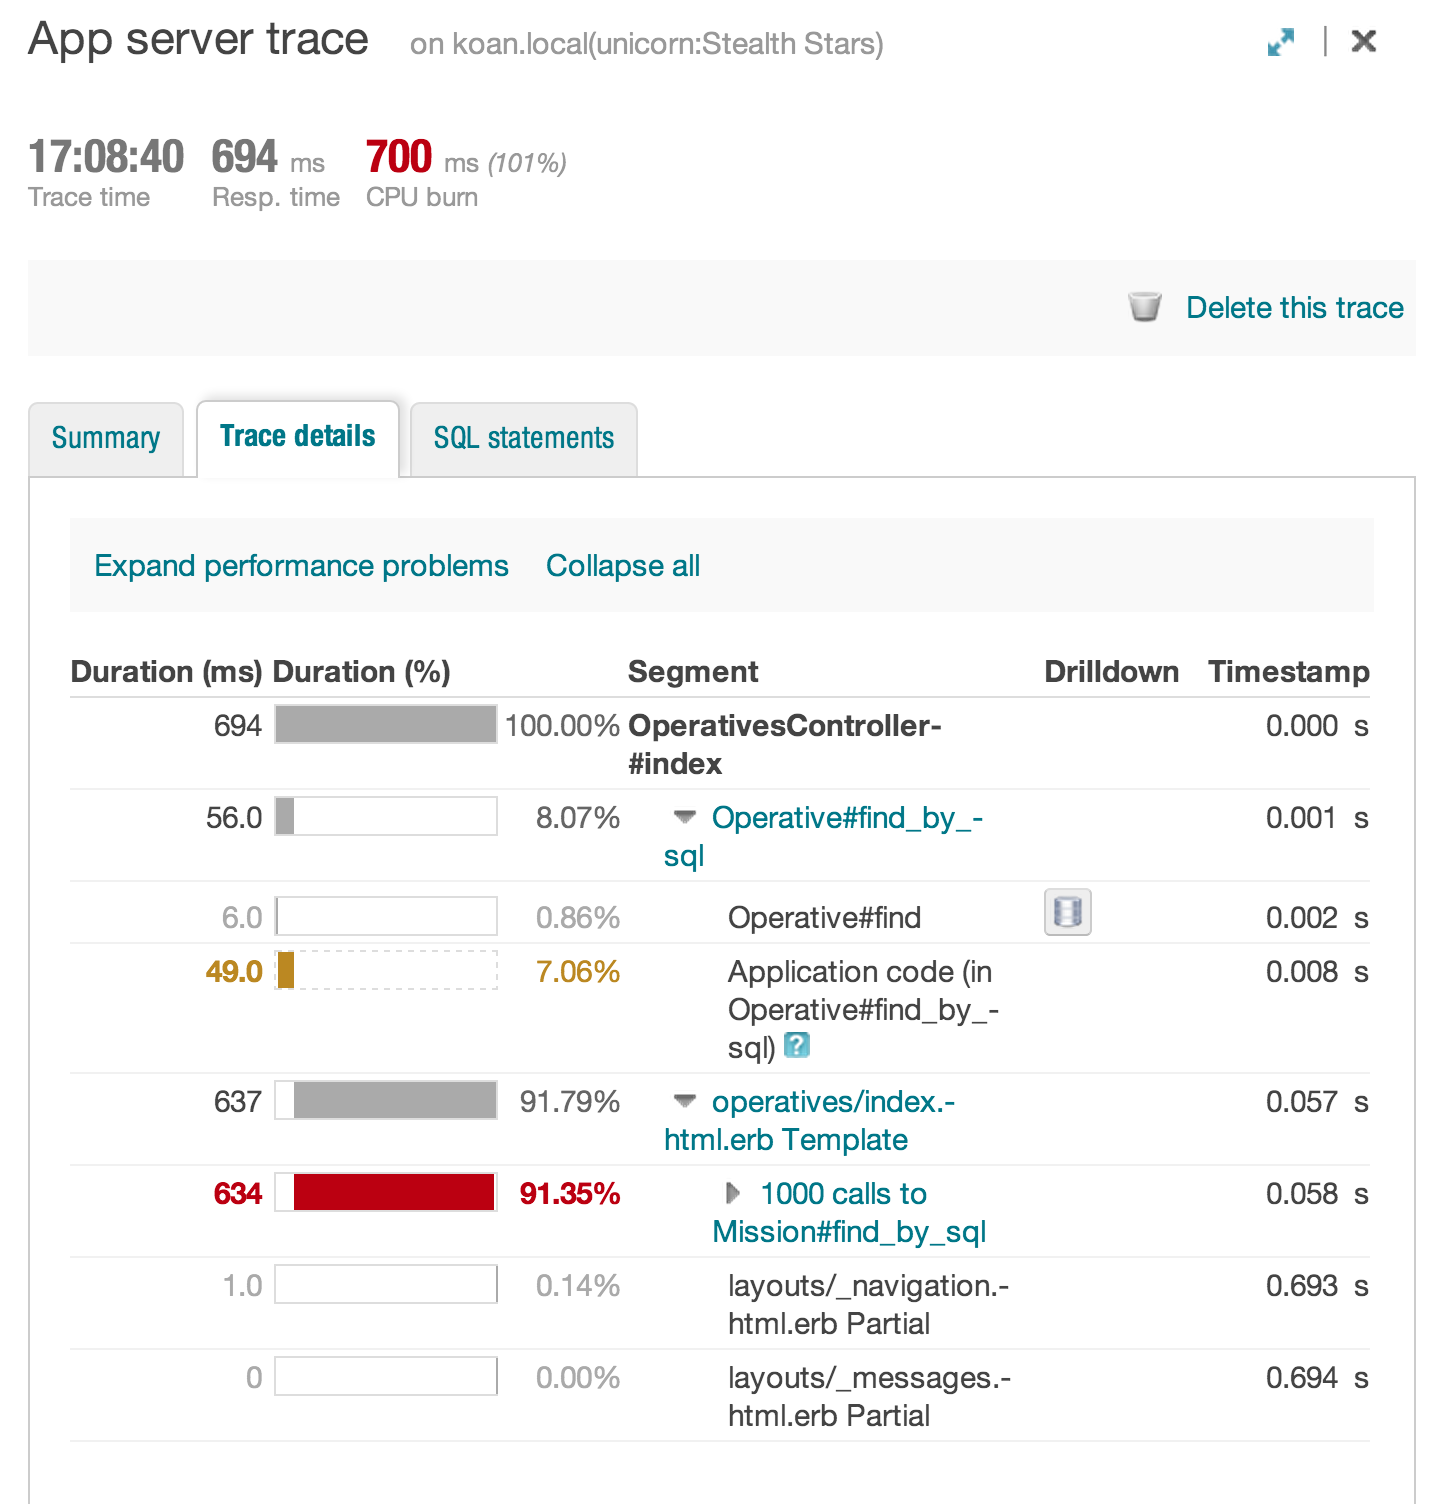 App server trace on koan.local(unicorn:Stealth Stars)
17:08:40 694 ms 700 ms (101%)
Trace time Resp. time CPU burn
Delete this trace
Summary Trace details SQL statements
Expand performance problems Collapse all
Duration (ms) Duration (%) Segment Drilldown Timestamp
694 100.00% OperativesController-
#index 0.000 s
56.0 8.07% Operative#find_by_-
sql 0.001 s
6.0 0.86% Operative#find 0.002 s
49.0 7.06% Application code (in
Operative#find_by_-
sql) ? 0.008 s
637 91.79% operatives/index.-
html.erb Template 0.057 s
634 91.35% 1000 calls to
Mission#find_by_sql 0.058 s
1.0 0.14% layouts/_navigation.-
html.erb Partial 0.693 s
0 0.00% layouts/_messages.-
html.erb Partial 0.694 s